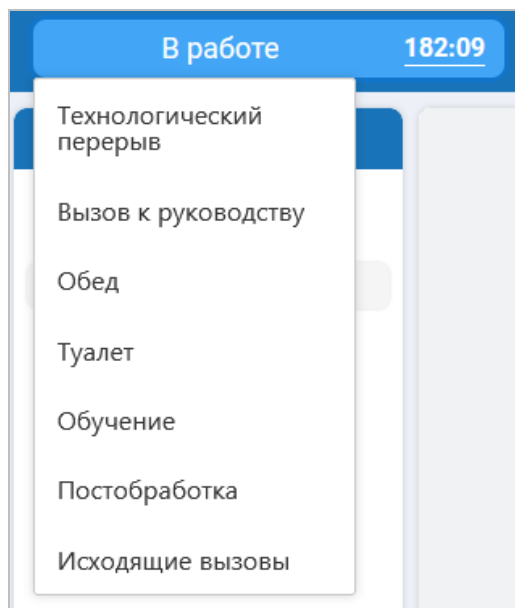 В работе 182:09
Технологический
перерыв
Вызов к руководству
Обед
Туалет
Обучение
Постобработка
Исходящие вызовы